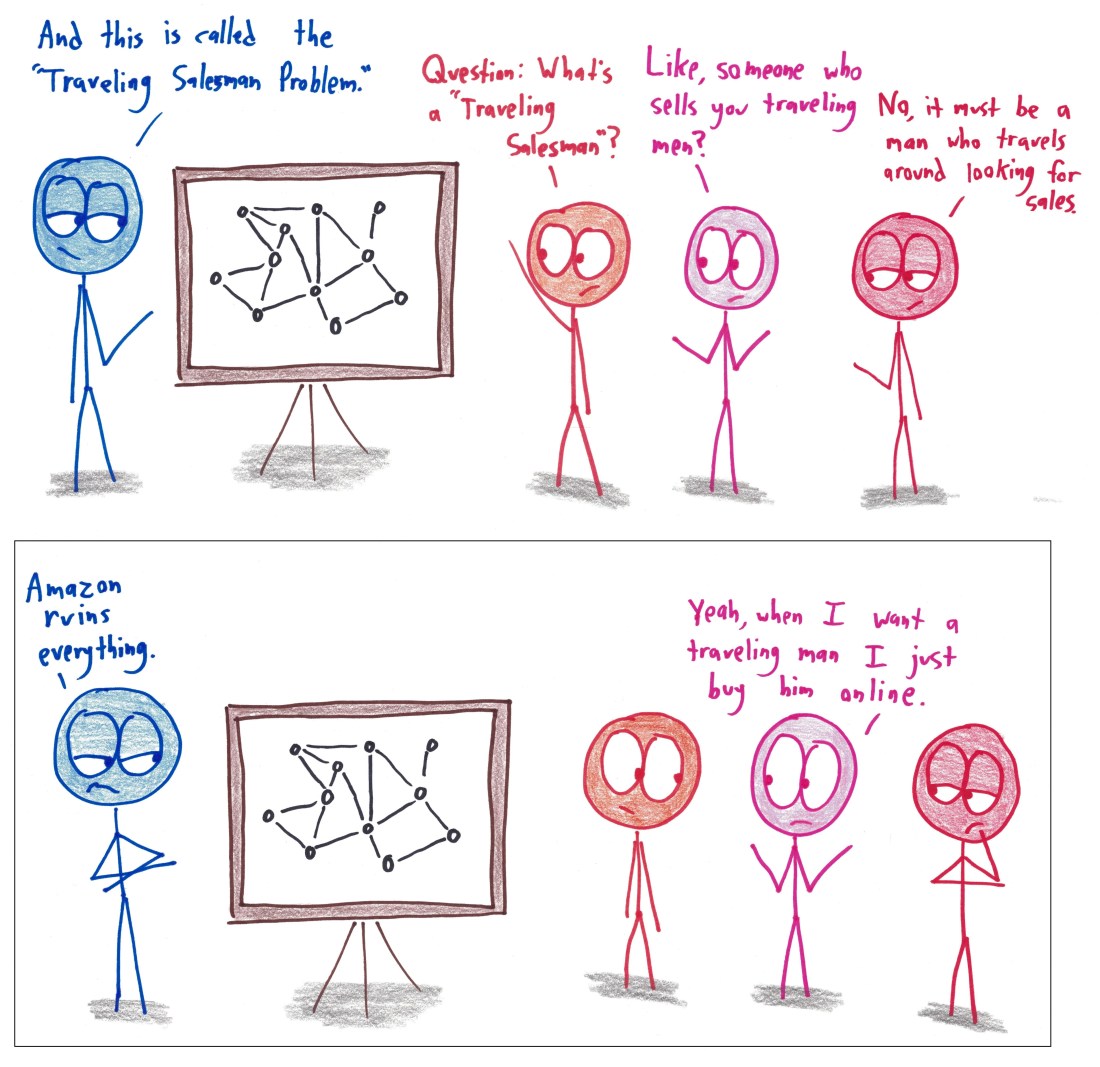 And this is called the
"Traveling Salesman Problem."
Question: What's
a "Traveling
Salesman"?
Like, someone who
sells you traveling
men?
No, it must be a
man who travels
around looking for
sales.
Amazon
ruins
everything.
Yeah, when I want a
traveling man I just
buy him online.